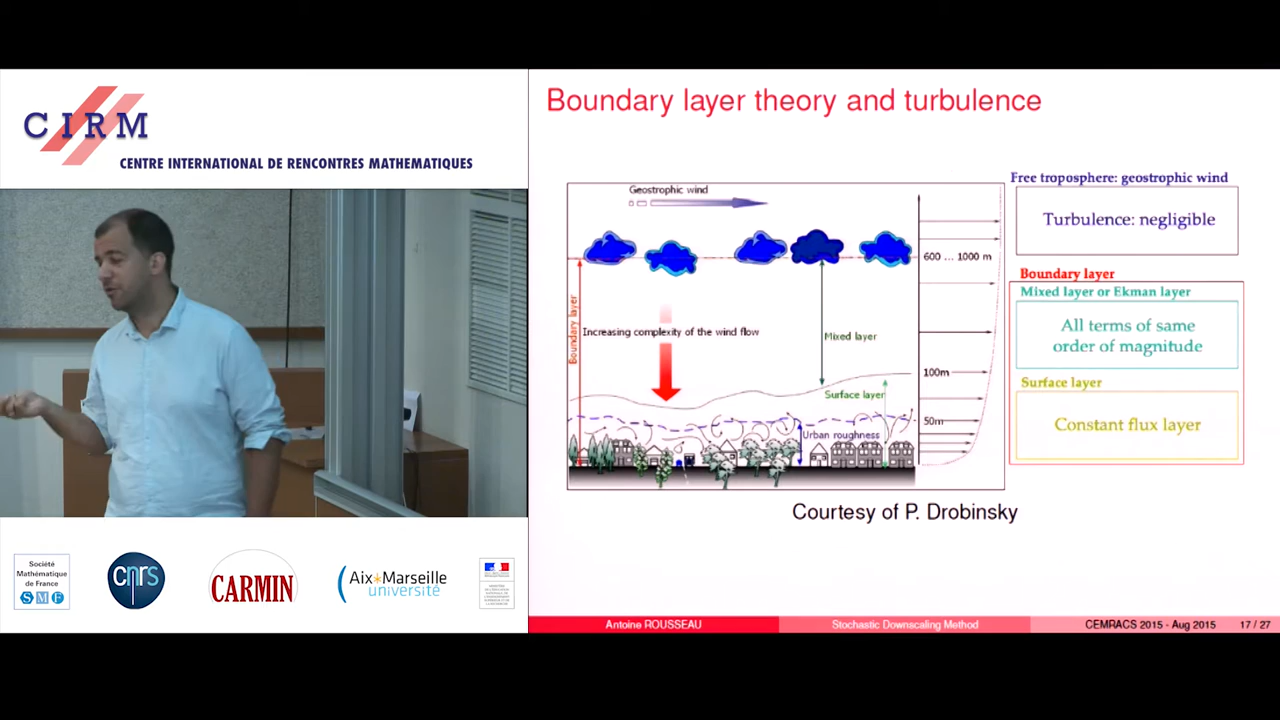 CIRM
CENTRE INTERNATIONAL DE RENCONTRES MATHEMATIQUES
Boundary layer theory and turbulence
Geostrophic wind
600 ... 1000 m
Boundary layer
Increasing complexity of the wind flow
Mixed layer
100m
Surface layer
50m
Urban roughness
Free troposphere: geostrophic wind
Turbulence: negligible
Boundary layer
Mixed layer or Ekman layer
All terms of same
order of magnitude
Surface layer
Constant flux layer
Courtesy of P. Drobinsky
Société
Mathématique
de France
SMF
cnrs
CARMIN
Aix*Marseille
université
Antoine ROUSSEAU
Stochastic Downscaling Method
CEMRACS 2015 - Aug 2015
17 / 27